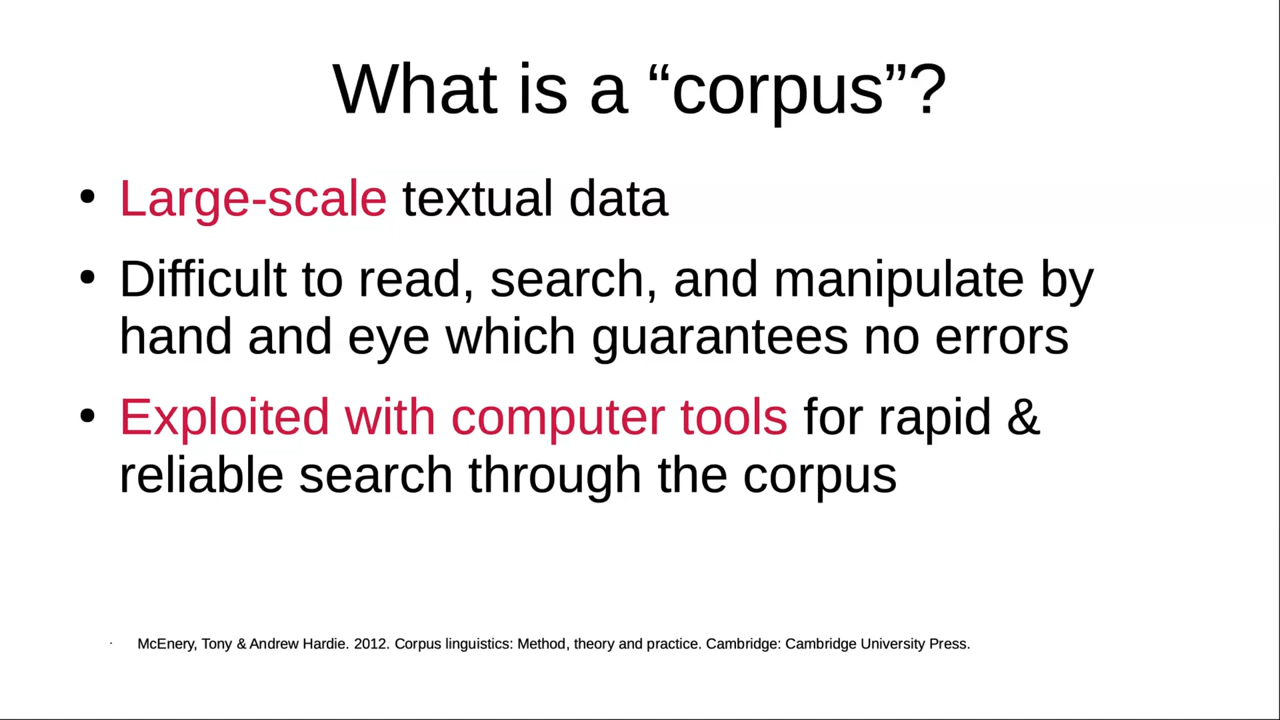 What is a “corpus”?
• Large-scale textual data
• Difficult to read, search, and manipulate by
hand and eye which guarantees no errors
• Exploited with computer tools for rapid &
reliable search through the corpus
· McEnery, Tony & Andrew Hardie. 2012. Corpus linguistics: Method, theory and practice. Cambridge: Cambridge University Press.